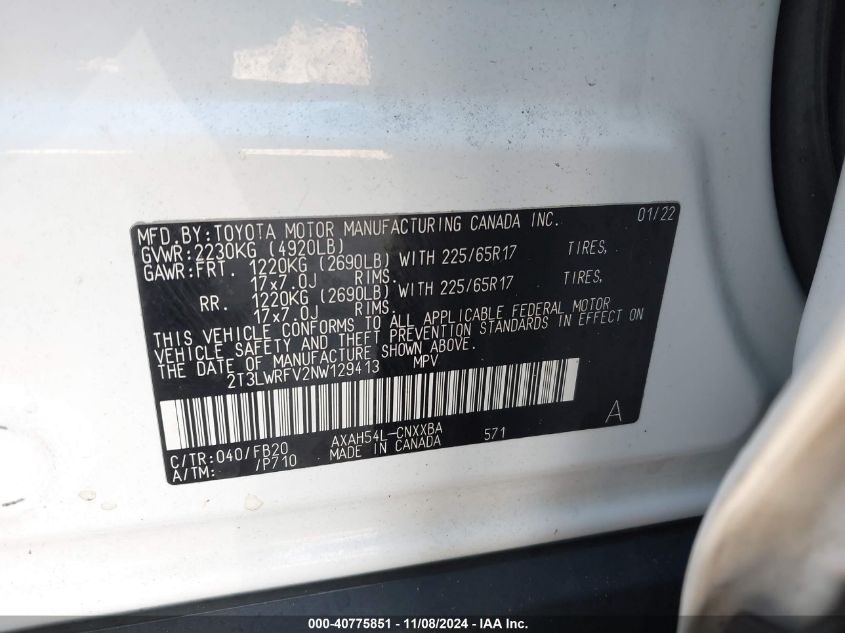 MFD.BY:TOYOTA MOTOR MANUFACTURING CANADA INC. 01/22
GVWR:2230KG (4920LB)
GAWR:FRT. 1220KG (2690LB) WITH 225/65R17 TIRES,
17x7.0J RIMS.
RR. 1220KG (2690LB) WITH 225/65R17 TIRES,
17x7.0J RIMS.
THIS VEHICLE CONFORMS TO ALL APPLICABLE FEDERAL MOTOR
VEHICLE SAFETY AND THEFT PREVENTION STANDARDS IN EFFECT ON
THE DATE OF MANUFACTURE SHOWN ABOVE.
2T3LWRFV2NW129413 MPV
A
C/TR:040/FB20 AXAH54L-CNXXBA 571
A/TM: /P710 MADE IN CANADA
000-40775851 - 11/08/2024 - IAA Inc.